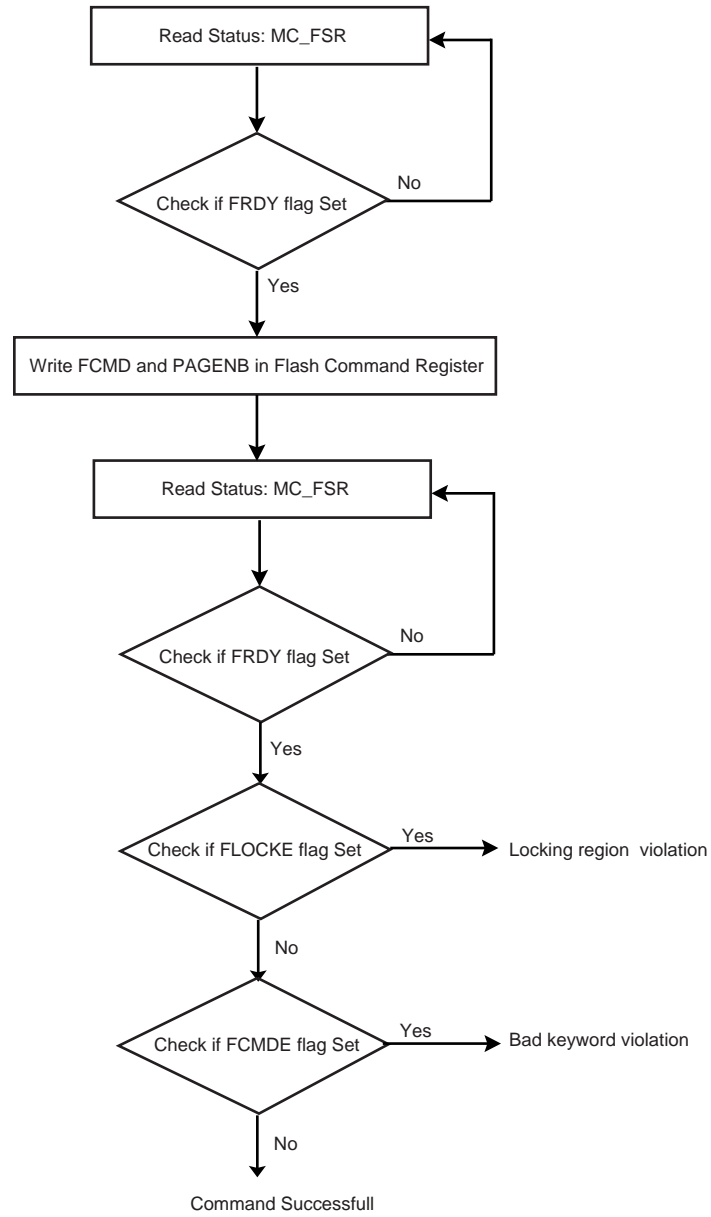 Read Status: MC_FSR
Check if FRDY flag Set
No
Yes
Write FCMD and PAGENB in Flash Command Register
Read Status: MC_FSR
Check if FRDY flag Set
No
Yes
Check if FLOCKE flag Set
Yes
Locking region violation
No
Check if FCMDE flag Set
Yes
Bad keyword violation
No
Command Successfull